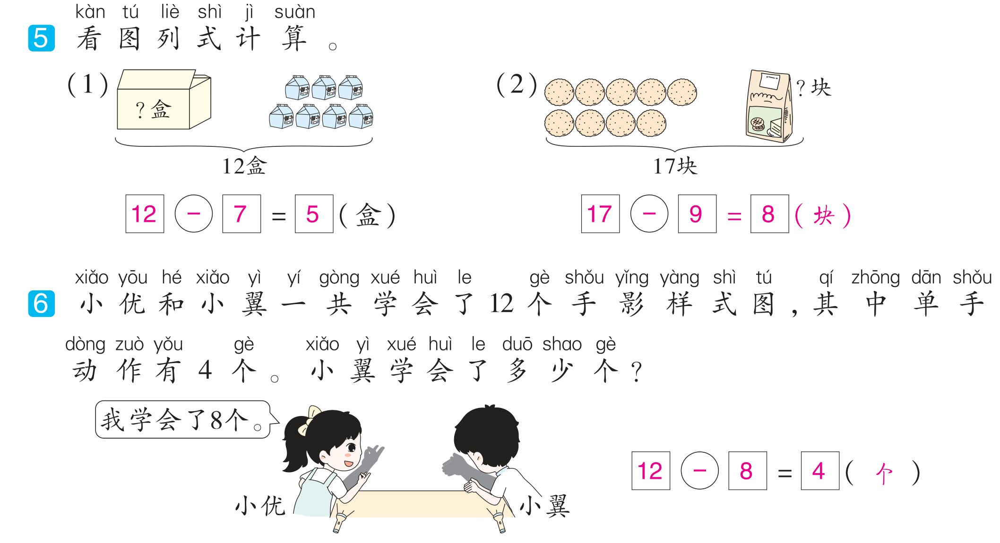 kàn tú liè shì jì suàn
5 看图列式计算。
(1) ?盒
12盒
12 - 7 = 5 (盒)
(2) ?块
17块
17 - 9 = 8 (块)
xiǎo yōu hé xiǎo yì yí gòng xué huì le gè shǒu yǐng yàng shì tú qí zhōng dān shǒu
6 小优和小翼一共学会了12个手影样式图,其中单手
dòng zuò yǒu gè xiǎo yì xué huì le duō shao gè
动作有4个。小翼学会了多少个?
我学会了8个。
小优
小翼
12 - 8 = 4 (个)